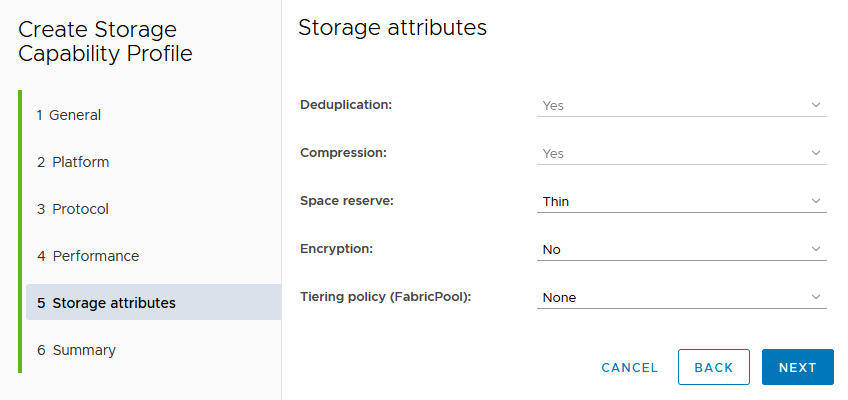 Create Storage
Capability Profile
1 General
2 Platform
3 Protocol
4 Performance
5 Storage attributes
6 Summary
Storage attributes
Deduplication: Yes
Compression: Yes
Space reserve: Thin
Encryption: No
Tiering policy (FabricPool): None
CANCEL BACK NEXT